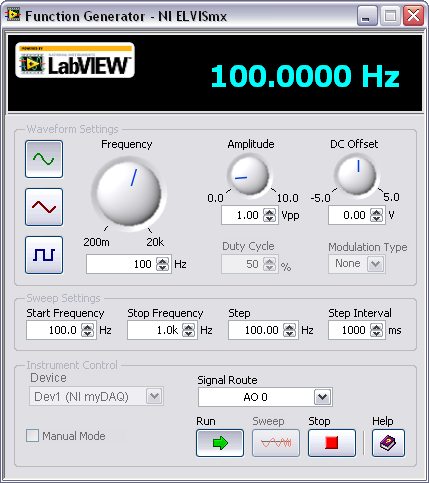 Function Generator - NI ELVISmx
POWERED BY
NATIONAL INSTRUMENTS
LabVIEW™
100.0000 Hz
Waveform Settings
Frequency
Amplitude
DC Offset
0.0 10.0 -5.0 5.0
200m 20k
1.00 Vpp 0.00 V
100 Hz
Duty Cycle
Modulation Type
50 %
None
Sweep Settings
Start Frequency Stop Frequency Step Step Interval
100.0 Hz 1.0k Hz 100.00 Hz 1000 ms
Instrument Control
Device
Signal Route
Dev1 (NI myDAQ)
AO 0
Run Sweep Stop Help
Manual Mode